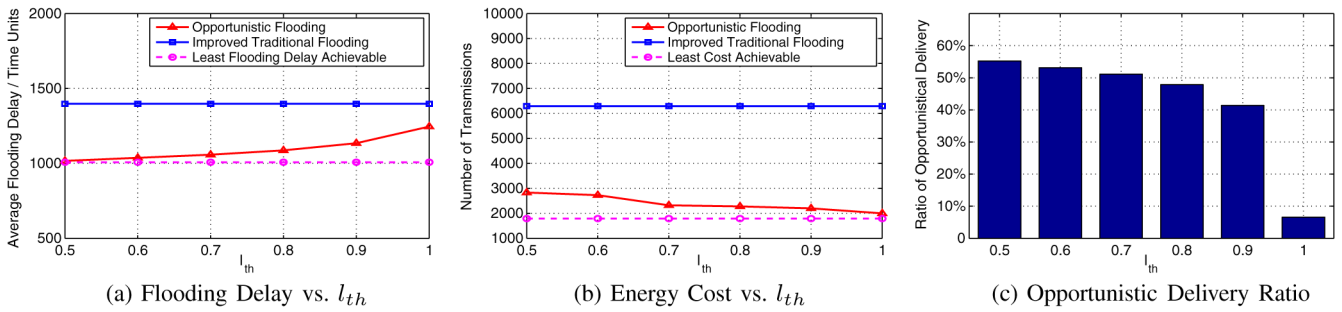 2000
1500
1000
500
Average Flooding Delay / Time Units
Opportunistic Flooding
Improved Traditional Flooding
Least Flooding Delay Achievable
0.5 0.6 0.7 0.8 0.9 1
l_th
(a) Flooding Delay vs. l_th
10000
9000
8000
7000
6000
5000
4000
3000
2000
1000
Number of Transmissions
Opportunistic Flooding
Improved Traditional Flooding
Least Cost Achievable
0.5 0.6 0.7 0.8 0.9 1
l_th
(b) Energy Cost vs. l_th
60%
50%
40%
30%
20%
10%
0
Ratio of Opportunistical Delivery
0.5 0.6 0.7 0.8 0.9 1
l_th
(c) Opportunistic Delivery Ratio